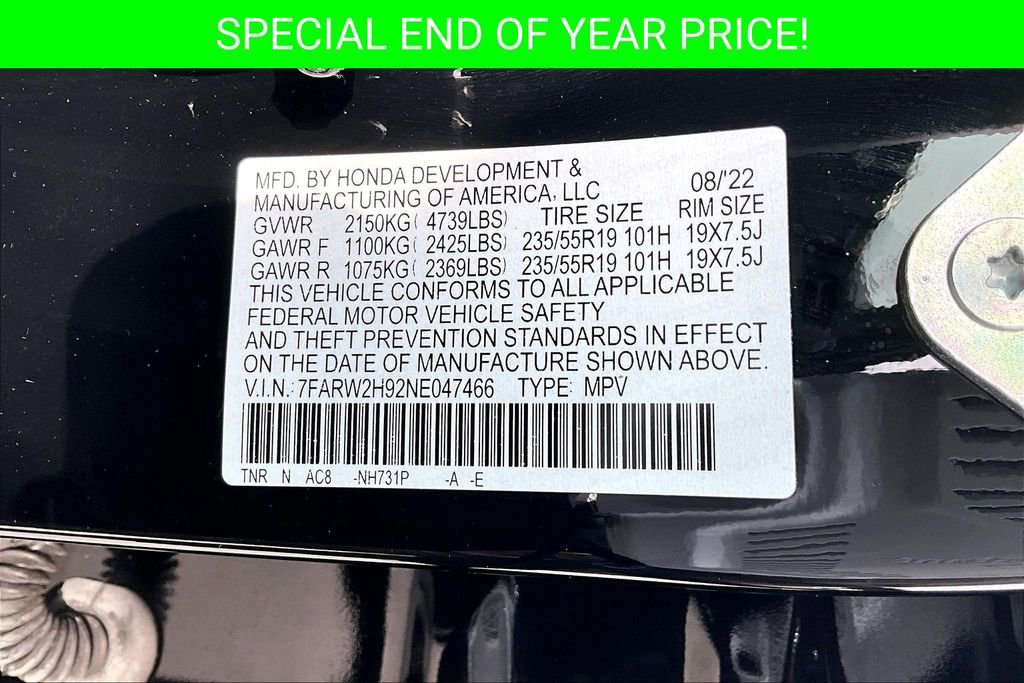 SPECIAL END OF YEAR PRICE!
MFD. BY HONDA DEVELOPMENT &
MANUFACTURING OF AMERICA, LLC 08/'22
GVWR 2150KG( 4739LBS) TIRE SIZE RIM SIZE
GAWR F 1100KG( 2425LBS) 235/55R19 101H 19X7.5J
GAWR R 1075KG( 2369LBS) 235/55R19 101H 19X7.5J
THIS VEHICLE CONFORMS TO ALL APPLICABLE
FEDERAL MOTOR VEHICLE SAFETY
AND THEFT PREVENTION STANDARDS IN EFFECT
ON THE DATE OF MANUFACTURE SHOWN ABOVE.
V.I.N.: 7FARW2H92NE047466 TYPE: MPV
TNR N AC8 -NH731P -A -E